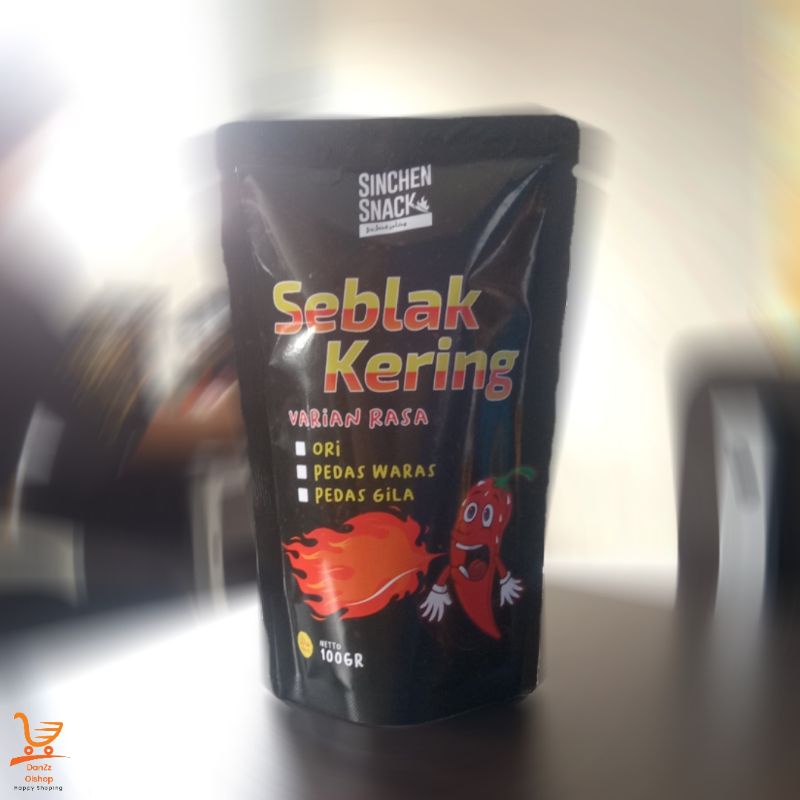 SINCHEN
SNACK
Seblak
Kering
VARIAN RASA
ORI
PEDAS WARAS
PEDAS GILA
NETTO
100GR
DanZz
Olshop
Happy Shoping